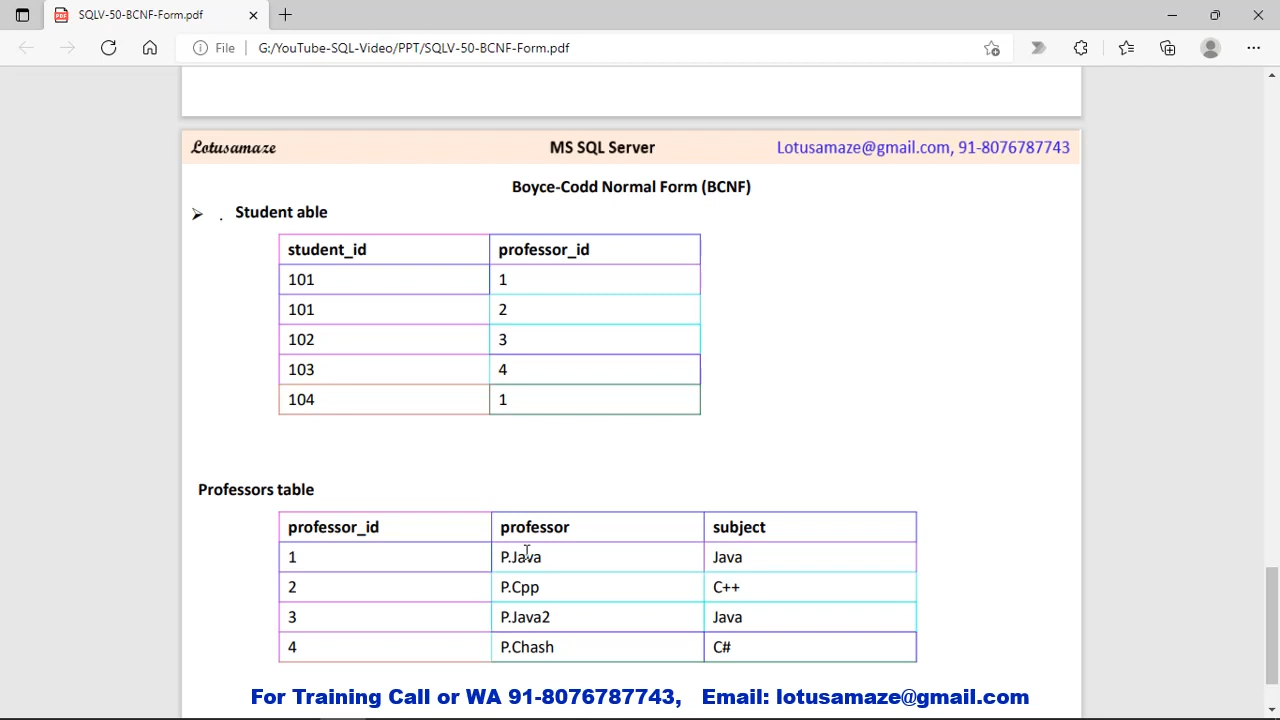 SQLV-50-BCNF-Form.pdf
File G:/YouTube-SQL-Video/PPT/SQLV-50-BCNF-Form.pdf
Lotusamaze MS SQL Server Lotusamaze@gmail.com, 91-8076787743
Boyce-Codd Normal Form (BCNF)
➢ . Student able
student_id professor_id
101 1
101 2
102 3
103 4
104 1
Professors table
professor_id professor subject
1 P.Java Java
2 P.Cpp C++
3 P.Java2 Java
4 P.Chash C#
For Training Call or WA 91-8076787743, Email: lotusamaze@gmail.com